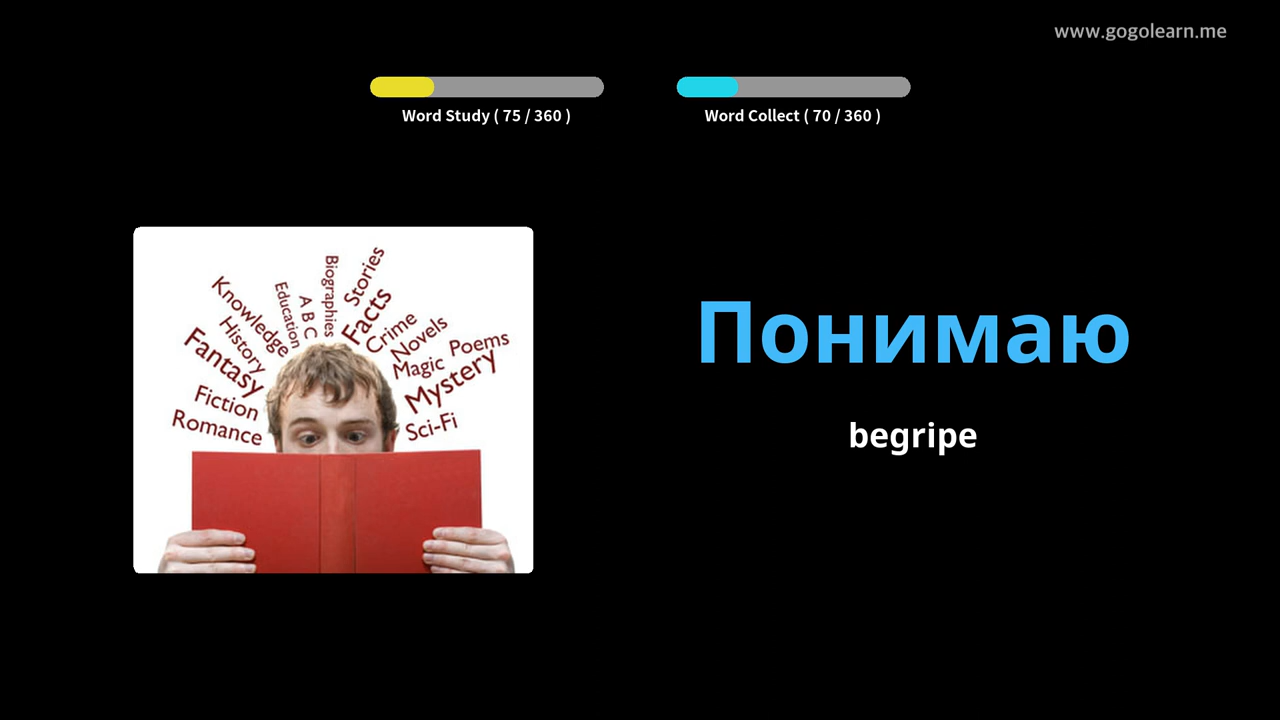 www.gogolearn.me
Word Study ( 75 / 360 )
Word Collect ( 70 / 360 )
Biographies
Stories
Education
A B C
Facts
Knowledge
Crime
History
Novels
Poems
Fantasy
Magic
Mystery
Fiction
Romance
Sci-Fi
Понимаю
begripe